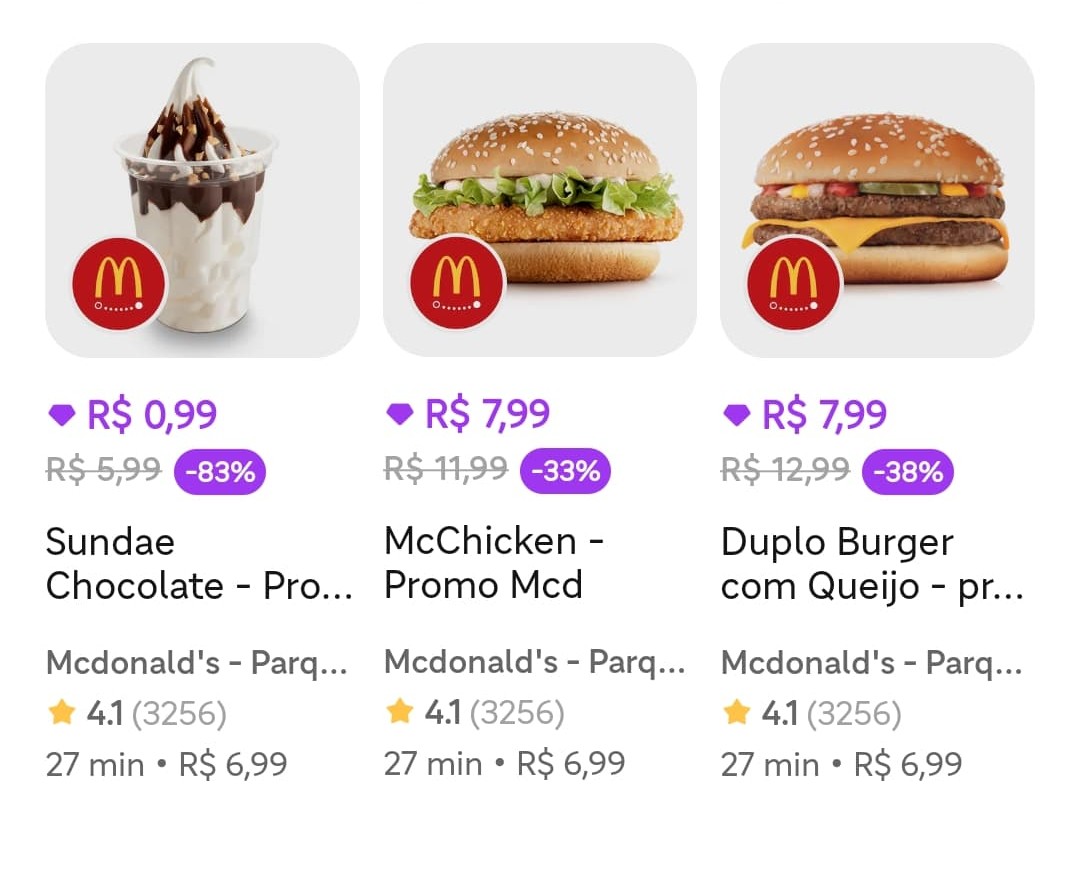 R$ 0,99
R$ 5,99 -83%
Sundae
Chocolate - Pro...
Mcdonald's - Parq...
4.1 (3256)
27 min • R$ 6,99
R$ 7,99
R$ 11,99 -33%
McChicken -
Promo Mcd
Mcdonald's - Parq...
4.1 (3256)
27 min • R$ 6,99
R$ 7,99
R$ 12,99 -38%
Duplo Burger
com Queijo - pr...
Mcdonald's - Parq...
4.1 (3256)
27 min • R$ 6,99